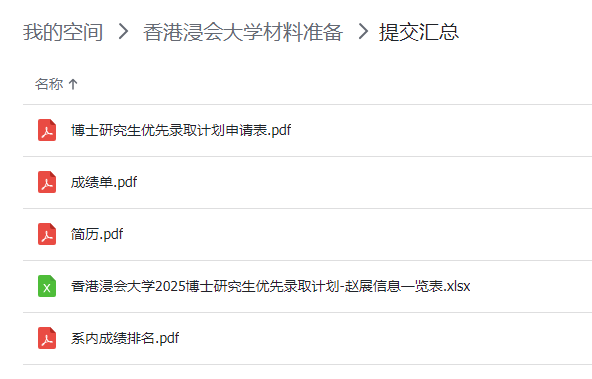 我的空间 > 香港浸会大学材料准备 > 提交汇总
名称 ↑
博士研究生优先录取计划申请表.pdf
成绩单.pdf
简历.pdf
香港浸会大学2025博士研究生优先录取计划-赵展信息一览表.xlsx
系内成绩排名.pdf